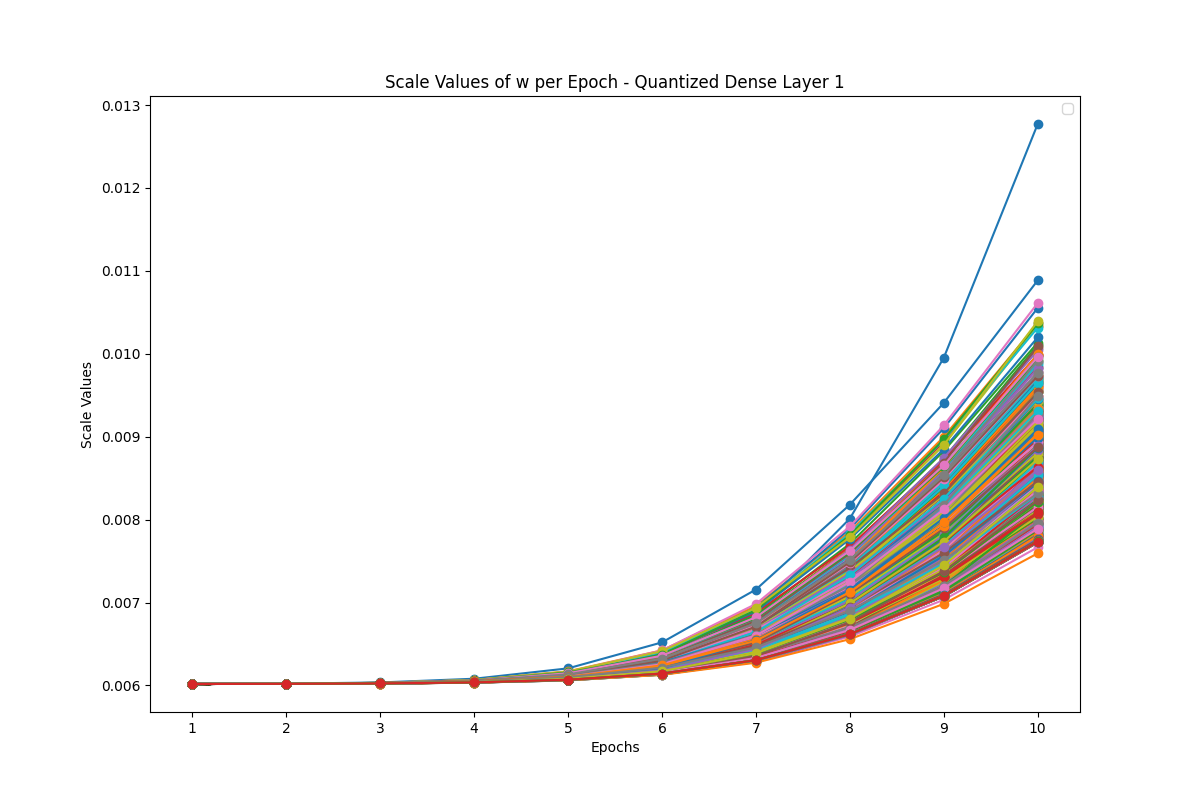 Scale Values of w per Epoch - Quantized Dense Layer 1
0.013
0.012
0.011
0.010
0.009
0.008
0.007
0.006
Scale Values
1 2 3 4 5 6 7 8 9 10
Epochs